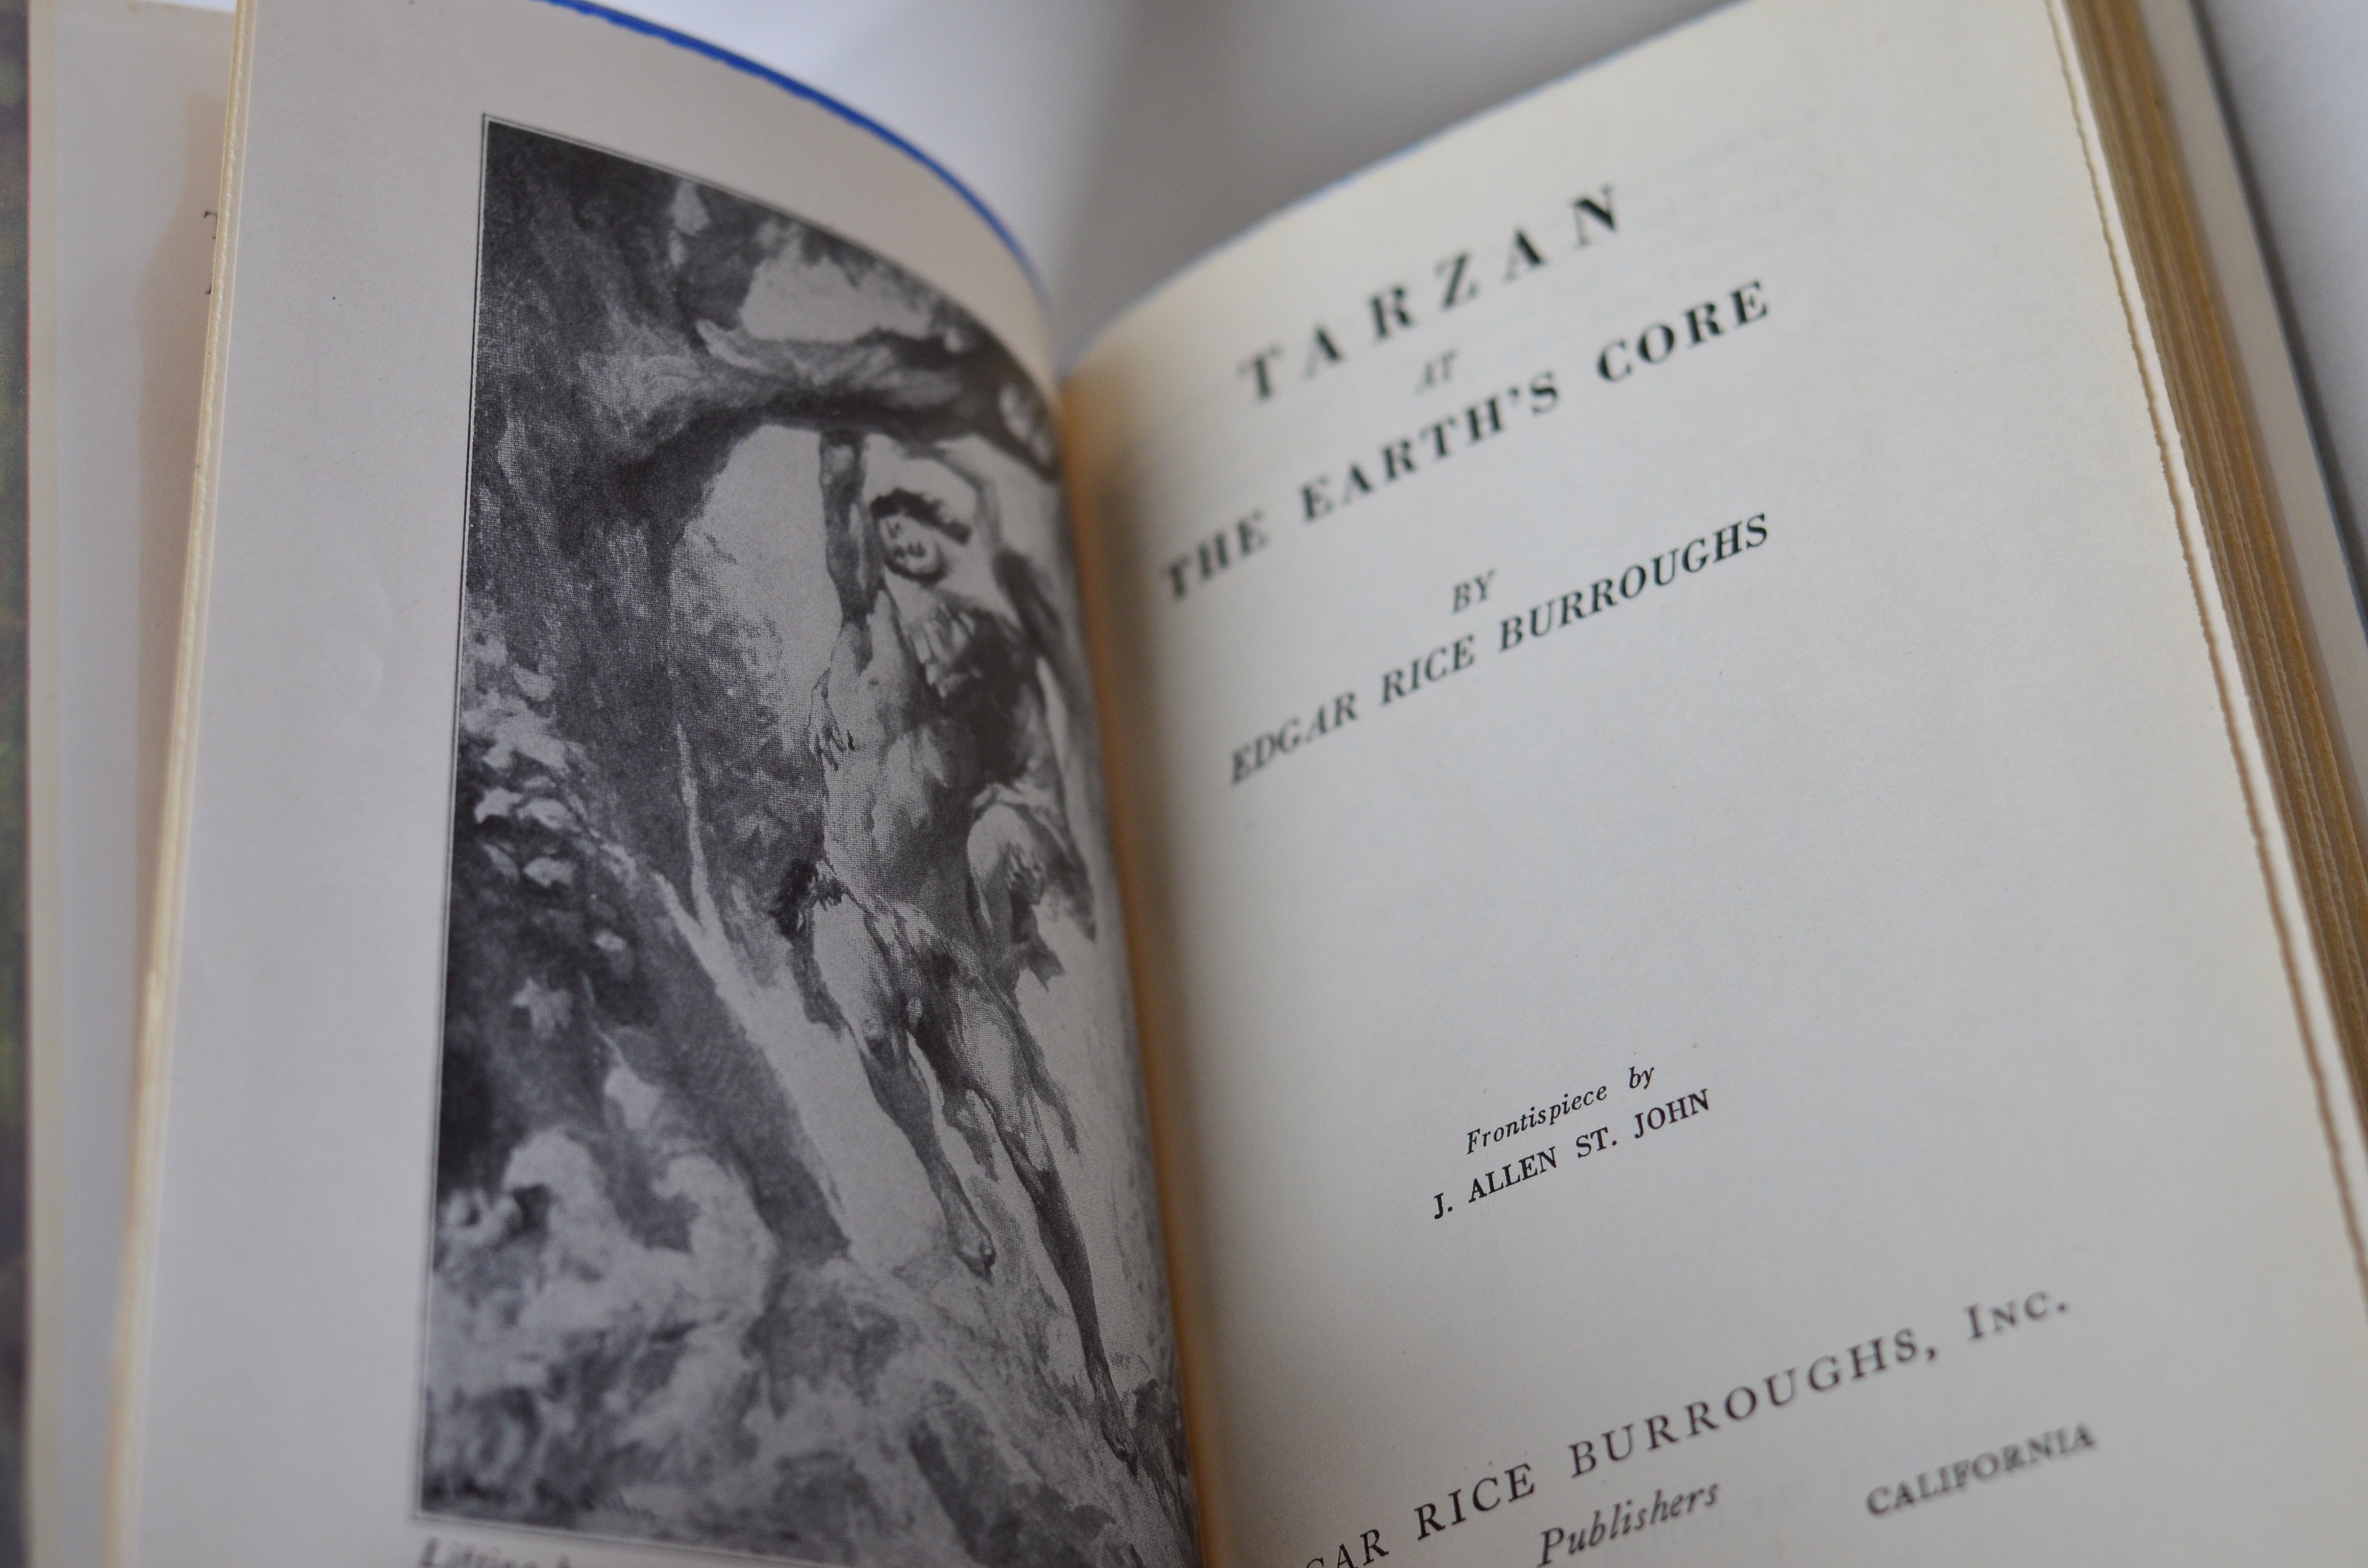 TARZAN
AT
THE EARTH'S CORE
BY
EDGAR RICE BURROUGHS
Frontispiece by
J. ALLEN ST. JOHN
RICE BURROUGHS, INC.
Publishers
CALIFORNIA